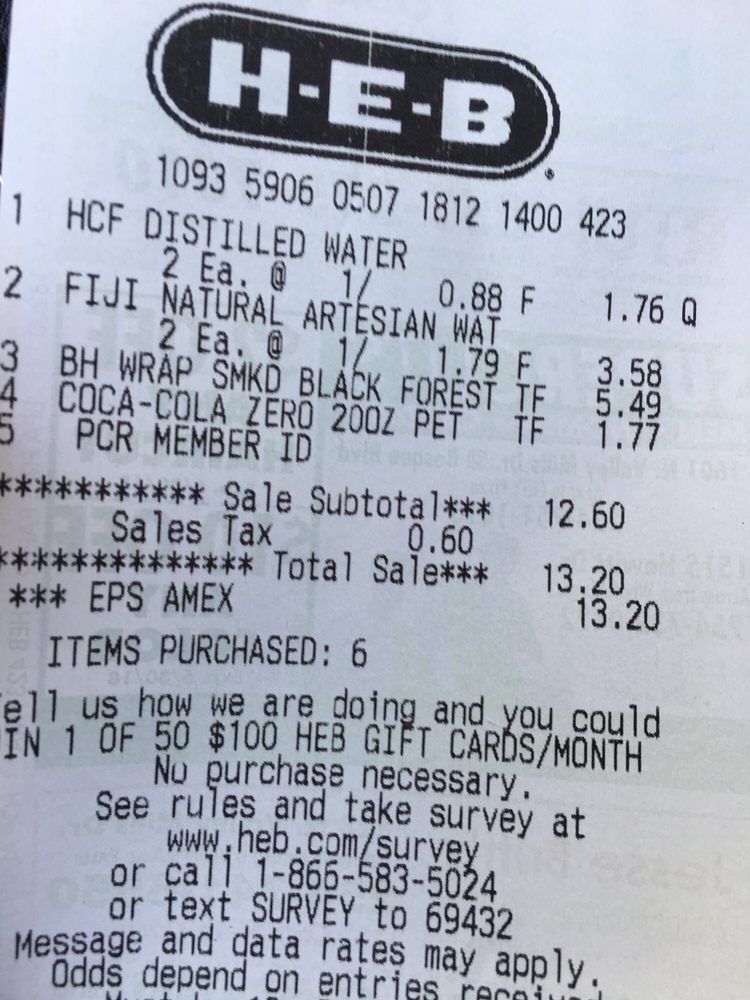 H-E-B
1093 5906 0507 1812 1400 423
1 HCF DISTILLED WATER
2 Ea. @ 1/ 0.88 F 1.76 Q
2 FIJI NATURAL ARTESIAN WAT
2 Ea. @ 1/ 1.79 F 3.58
3 BH WRAP SMKD BLACK FOREST TF 5.49
4 COCA-COLA ZERO 20OZ PET TF 1.77
5 PCR MEMBER ID
*********** Sale Subtotal*** 12.60
Sales Tax 0.60
************** Total Sale*** 13.20
*** EPS AMEX 13.20
ITEMS PURCHASED: 6
ell us how we are doing and you could
IN 1 OF 50 $100 HEB GIFT CARDS/MONTH
No purchase necessary.
See rules and take survey at
www.heb.com/survey
or call 1-866-583-5024
or text SURVEY to 69432
Message and data rates may apply.
Odds depend on entries